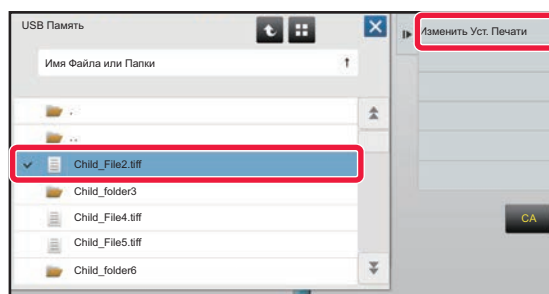 USB Память
Изменить Уст. Печати
Имя Файла или Папки
.
..
Child_File2.tiff
Child_folder3
Child_File4.tiff
CA
Child_File5.tiff
Child_folder6